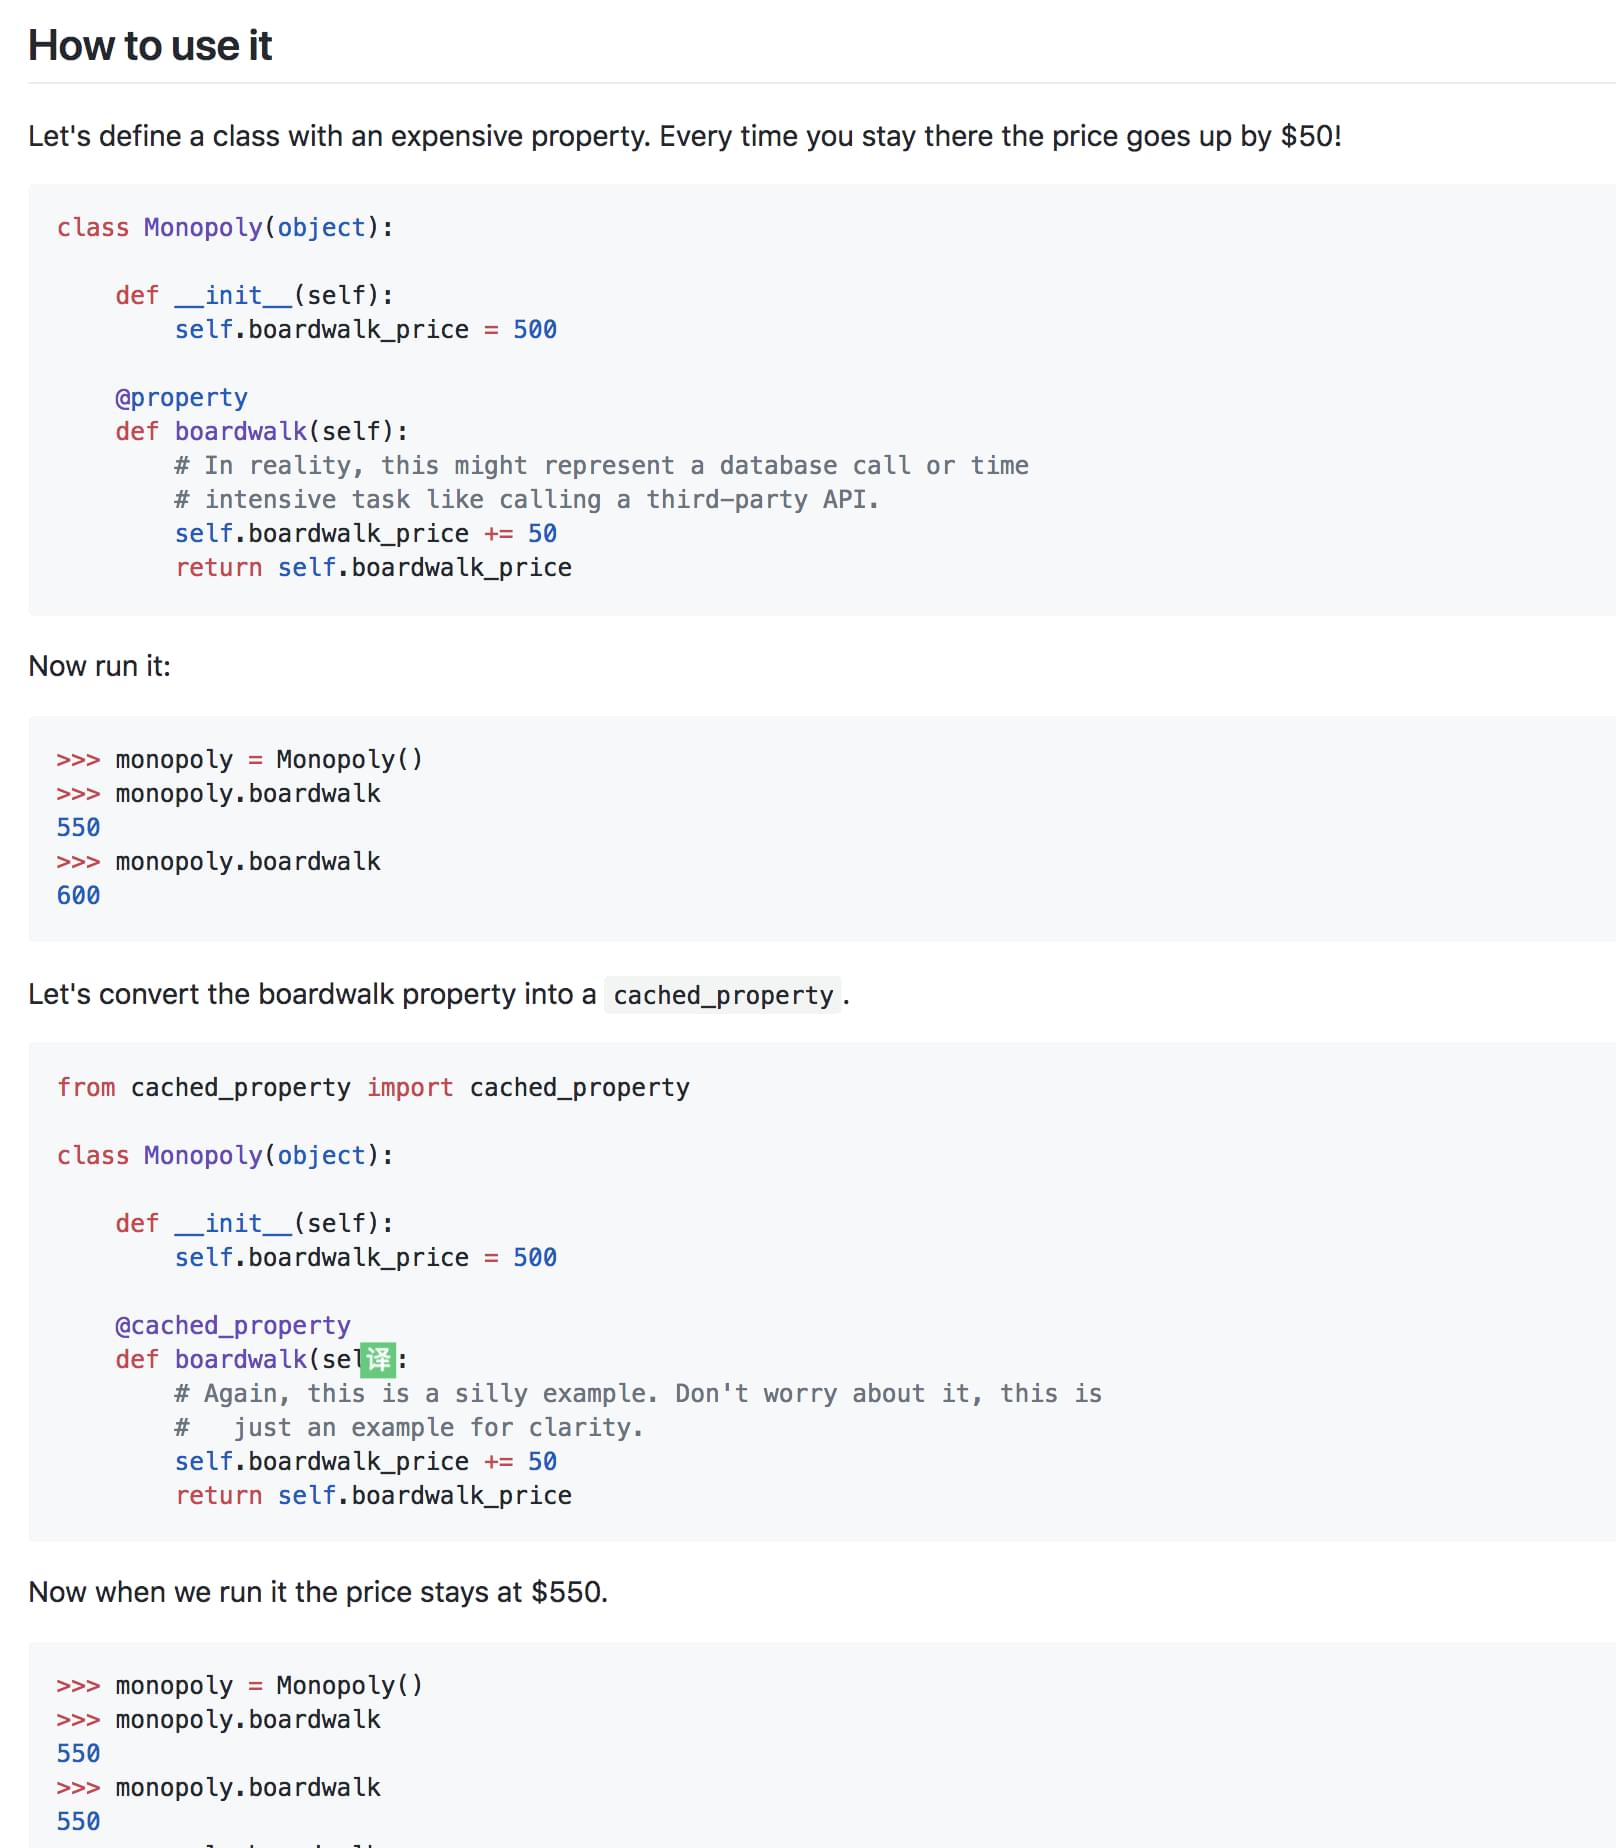 How to use it
Let's define a class with an expensive property. Every time you stay there the price goes up by $50!
class Monopoly(object):
    def __init__(self):
        self.boardwalk_price = 500
    @property
    def boardwalk(self):
        # In reality, this might represent a database call or time
        # intensive task like calling a third-party API.
        self.boardwalk_price += 50
        return self.boardwalk_price
Now run it:
>>> monopoly = Monopoly()
>>> monopoly.boardwalk
550
>>> monopoly.boardwalk
600
Let's convert the boardwalk property into a cached_property.
from cached_property import cached_property
class Monopoly(object):
    def __init__(self):
        self.boardwalk_price = 500
    @cached_property
    def boardwalk(sel译:
        # Again, this is a silly example. Don't worry about it, this is
        #   just an example for clarity.
        self.boardwalk_price += 50
        return self.boardwalk_price
Now when we run it the price stays at $550.
>>> monopoly = Monopoly()
>>> monopoly.boardwalk
550
>>> monopoly.boardwalk
550